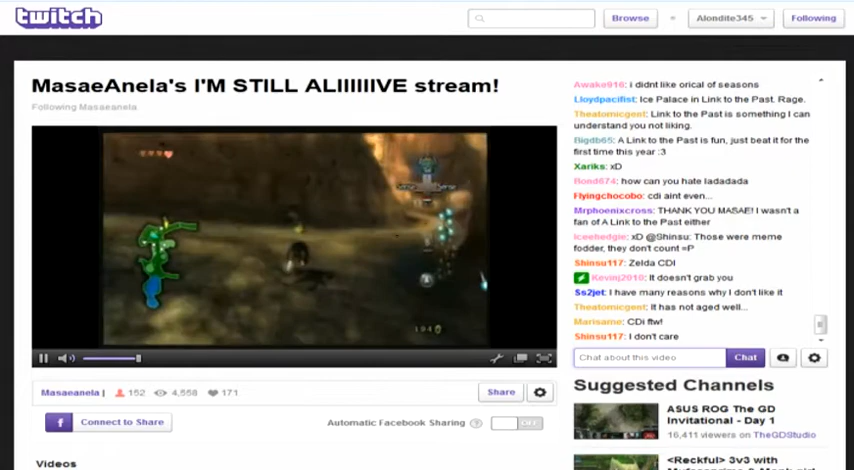 twitch
Browse
Alondite345
Following
MasaeAnela's I'M STILL ALIIIIIIVE stream!
Following Masaeanela
194
Masaeanela |
152
4,558
171
Share
Connect to Share
Automatic Facebook Sharing
OFF
Videos
Awake916: i didnt like orical of seasons
Lloydpacifist: Ice Palace in Link to the Past. Rage.
Theatomicgent: Link to the Past is something I can
understand you not liking.
Bigdb65: A Link to the Past is fun, just beat it for the
first time this year :3
Xariks: xD
Rond674: how can you hate ladadada
Flyingchocobo: cdi aint even...
Mrphoenixcross: THANK YOU MASAE! I wasn't a
fan of A Link to the Past either
Iceehedgie: xD @Shinsu: Those were meme
fodder, they don't count =P
Shinsu117: Zelda CDI
Kevinj2010: It doesn't grab you
Ss2jet: I have many reasons why I don't like it
Theatomicgent: It has not aged well...
Marisame: CDi ftw!
Shinsu117: I don't care
Chat about this video
Chat
Suggested Channels
ASUS ROG The GD
Invitational - Day 1
16,411 viewers on TheGDStudio
<Reckful> 3v3 with